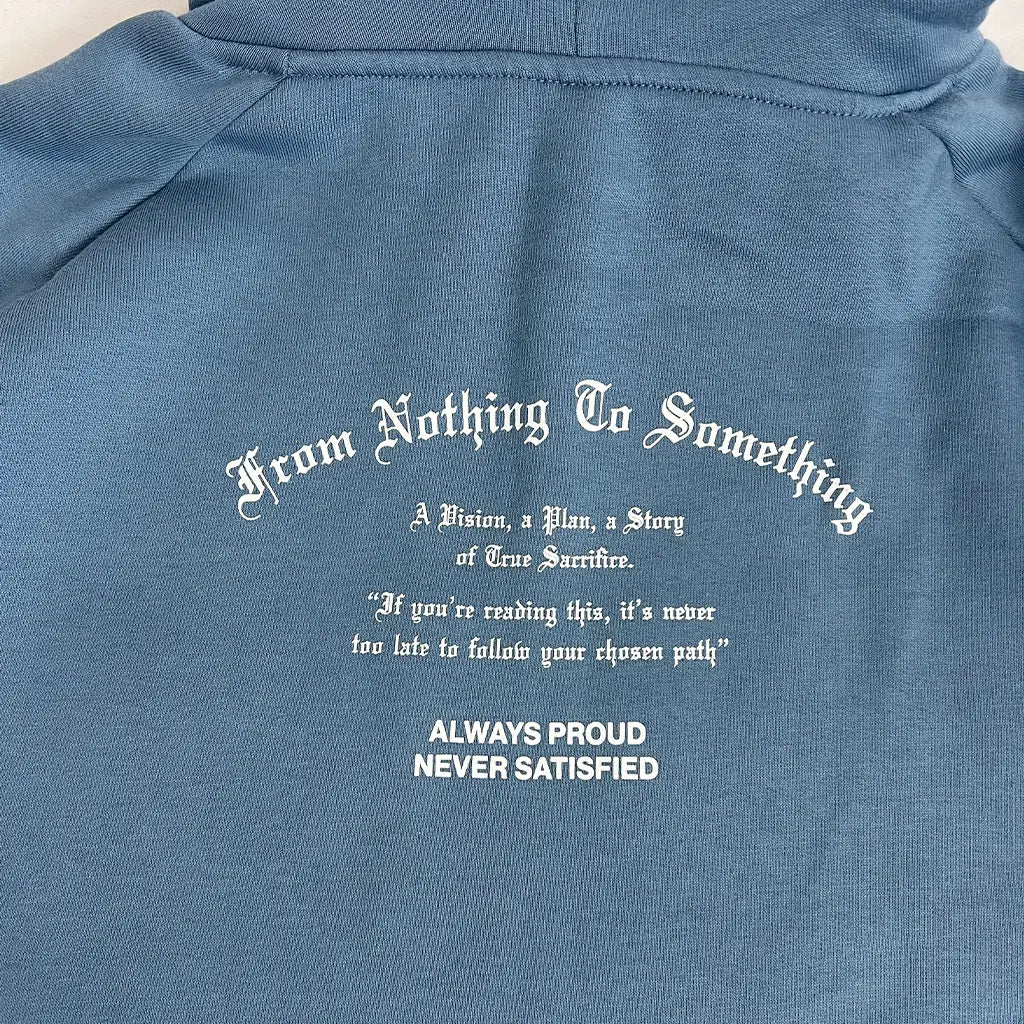 From Nothing To Something
A Vision, a Plan, a Story
of True Sacrifice.
“If you're reading this, it's never
too late to follow your chosen path”
ALWAYS PROUD
NEVER SATISFIED